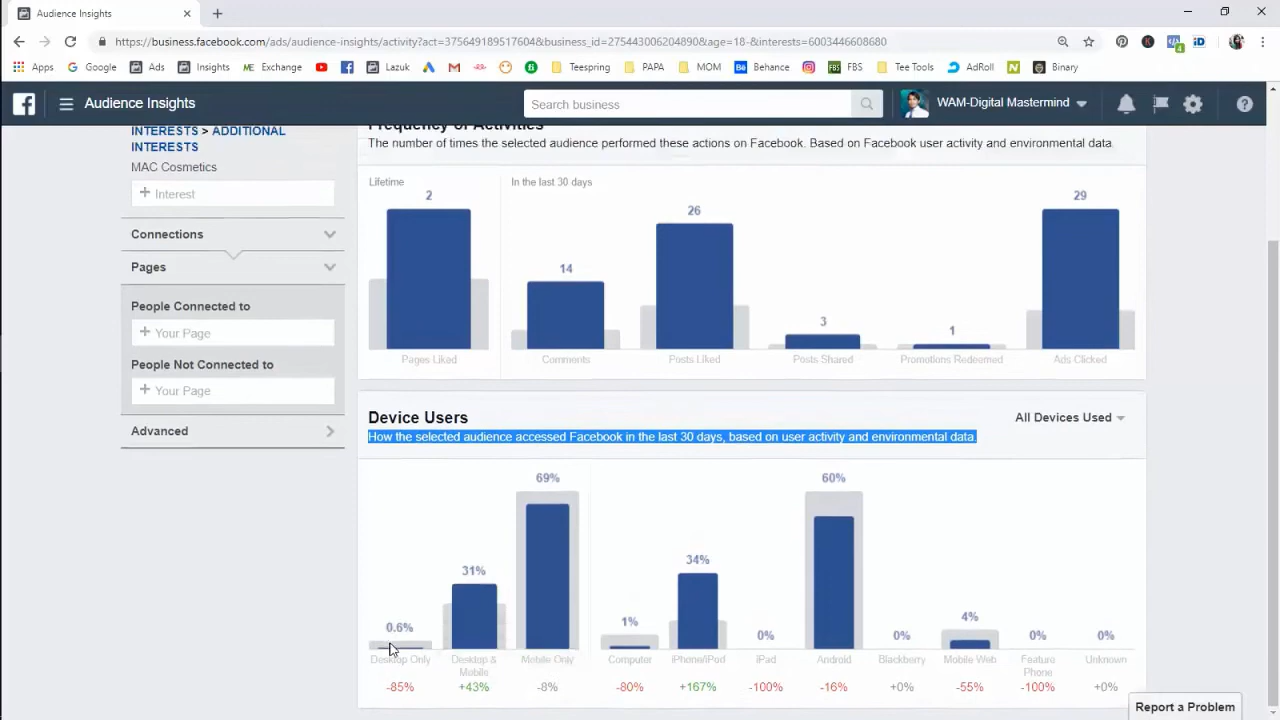 Audience Insights
https://business.facebook.com/ads/audience-insights/activity?act=375649189517604&business_id=275443006204890&age=18-&interests=6003446608680
Apps Google Ads Insights Exchange Lazuk Teespring PAPA MOM Behance FBS Tee Tools AdRoll Binary
Audience Insights Search business WAM-Digital Mastermind
INTERESTS > ADDITIONAL
INTERESTS
MAC Cosmetics
+ Interest
Connections
Pages
People Connected to
+ Your Page
People Not Connected to
+ Your Page
Advanced
Frequency of Activities
The number of times the selected audience performed these actions on Facebook. Based on Facebook user activity and environmental data.
Lifetime In the last 30 days
2 14 26 3 1 29
Pages Liked Comments Posts Liked Posts Shared Promotions Redeemed Ads Clicked
Device Users
All Devices Used
How the selected audience accessed Facebook in the last 30 days, based on user activity and environmental data.
0.6% 31% 69% 1% 34% 0% 60% 0% 4% 0% 0%
Desktop Only Desktop & Mobile Mobile Only Computer iPhone/iPod iPad Android Blackberry Mobile Web Feature Phone Unknown
-85% +43% -8% -80% +167% -100% -16% +0% -55% -100% +0%
Report a Problem